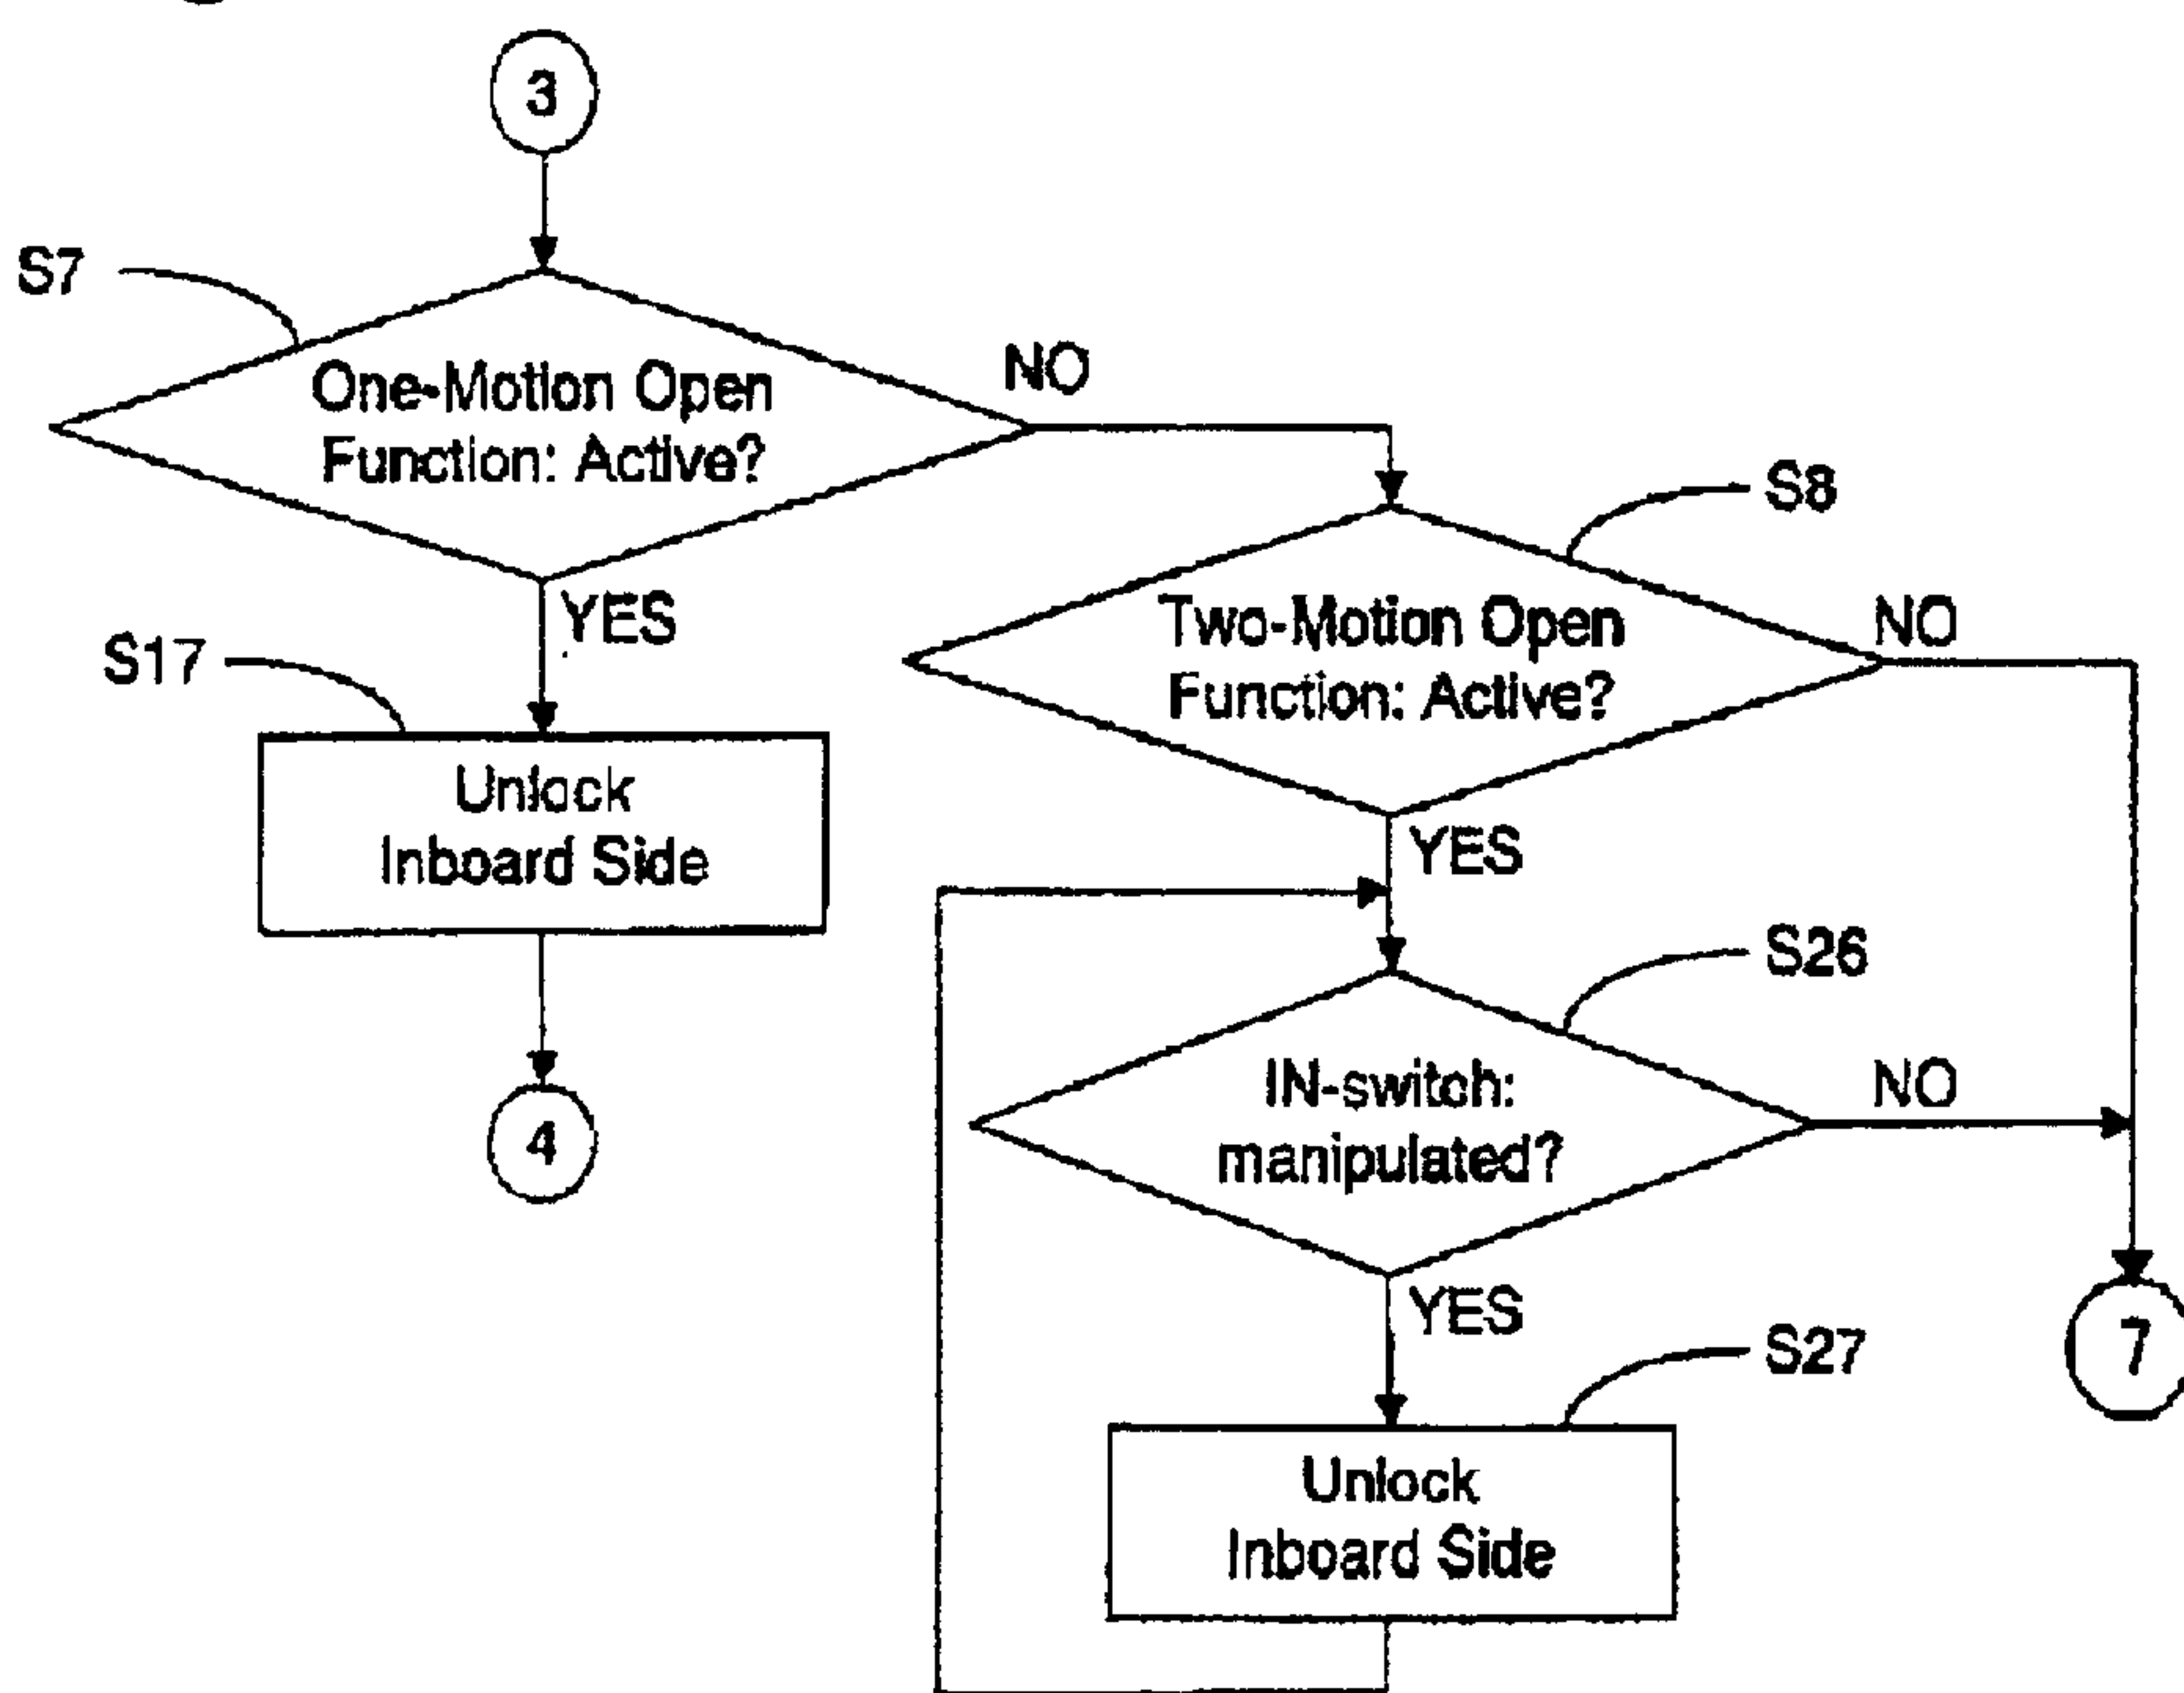 3
S7
One-Motion Open
Function: Active?
NO
YES
S17
Unlock
Inboard Side
4
S8
Two-Motion Open
Function: Active?
NO
YES
S26
IN-switch:
manipulated?
NO
YES
S27
Unlock
Inboard Side
7